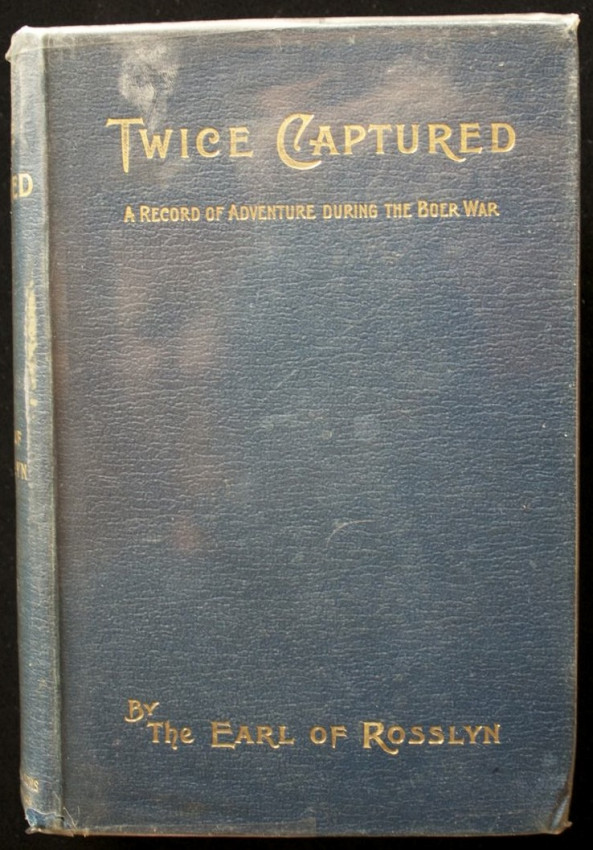 TWICE CAPTURED
A RECORD OF ADVENTURE DURING THE BOER WAR
BY
The EARL OF ROSSLYN